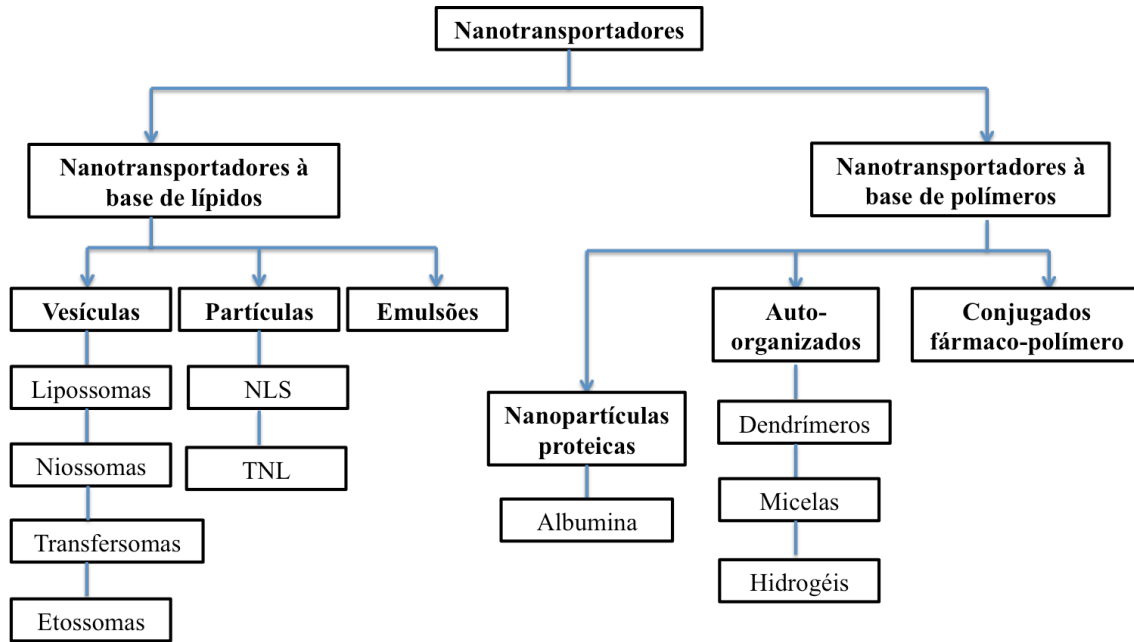 Nanotransportadores
Nanotransportadores à
base de lípidos
Nanotransportadores à
base de polímeros
Vesículas
Partículas
Emulsões
Auto-
organizados
Conjugados
fármaco-polímero
Lipossomas
NLS
Nanopartículas
proteicas
Dendrímeros
Niossomas
TNL
Albumina
Micelas
Transfersomas
Hidrogéis
Etossomas